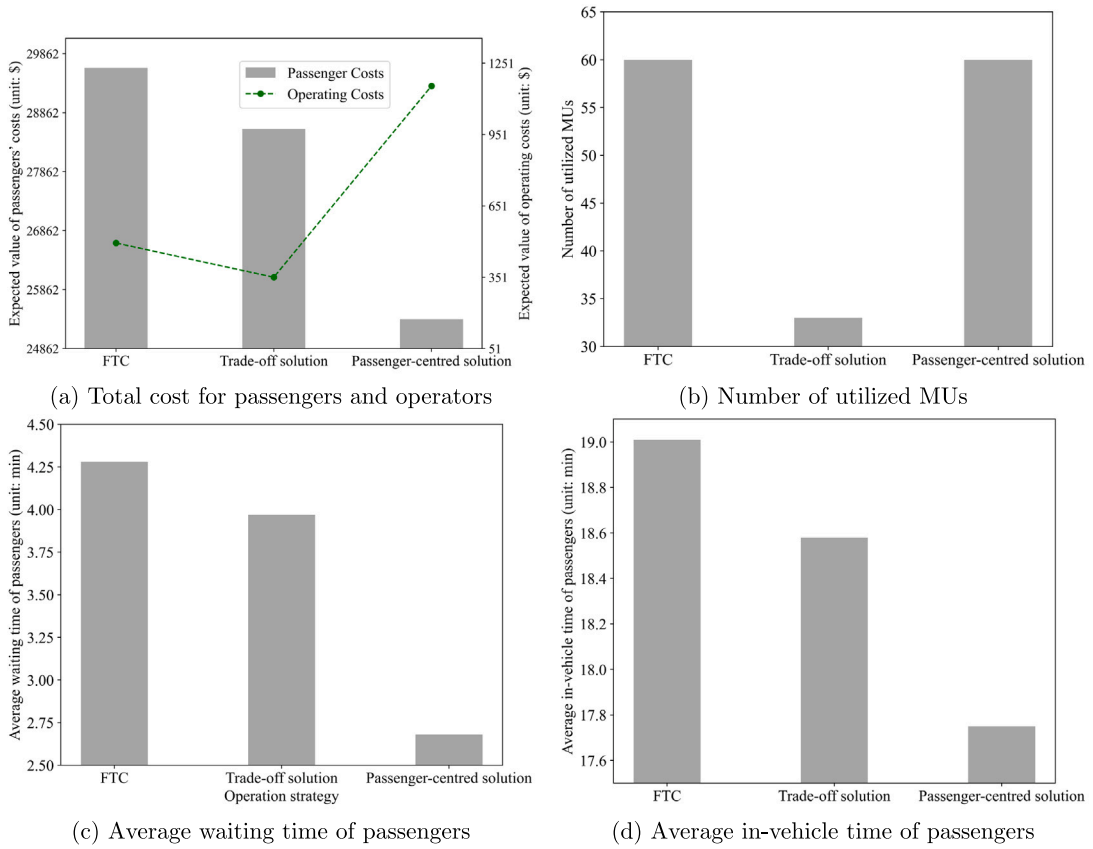 Expected value of passengers' costs (unit: $)
29862
28862
27862
26862
25862
24862
Passenger Costs
Operating Costs
1251
951
651
351
51
Expected value of operating costs (unit: $)
FTC
Trade-off solution
Passenger-centred solution
(a) Total cost for passengers and operators
Number of utilized MUs
65
60
55
50
45
40
35
30
FTC
Trade-off solution
Passenger-centred solution
(b) Number of utilized MUs
Average waiting time of passengers (unit: min)
4.50
4.25
4.00
3.75
4.50
3.25
3.00
2.75
2.50
FTC
Trade-off solution
Passenger-centred solution
Operation strategy
(c) Average waiting time of passengers
Average in-vehicle time of passengers (unit: min)
19.0
18.8
18.6
18.4
18.2
18.0
17.8
17.6
FTC
Trade-off solution
Passenger-centred solution
(d) Average in-vehicle time of passengers